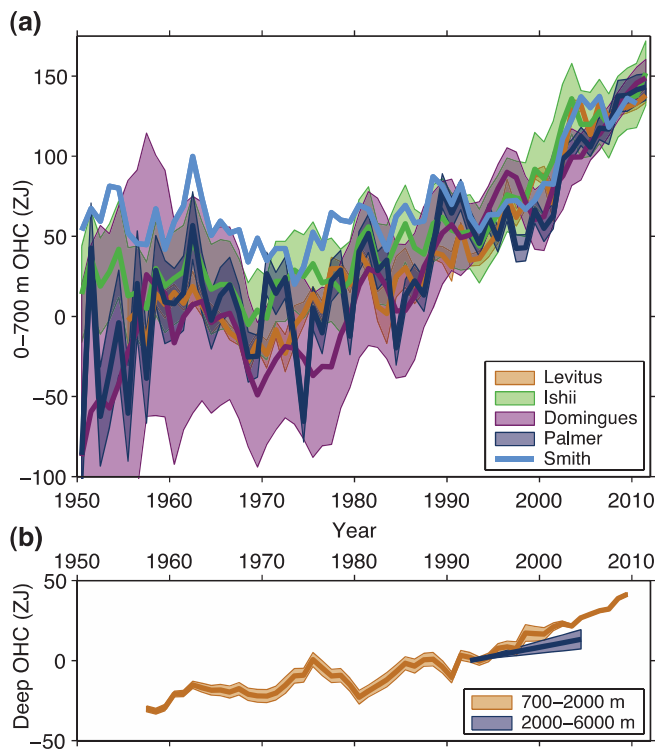 (a)
0–700 m OHC (ZJ)
150
100
50
0
−50
−100
Levitus
Ishii
Domingues
Palmer
Smith
1950 1960 1970 1980 1990 2000 2010
Year
(b)
1950 1960 1970 1980 1990 2000 2010
Deep OHC (ZJ)
50
0
−50
700–2000 m
2000–6000 m